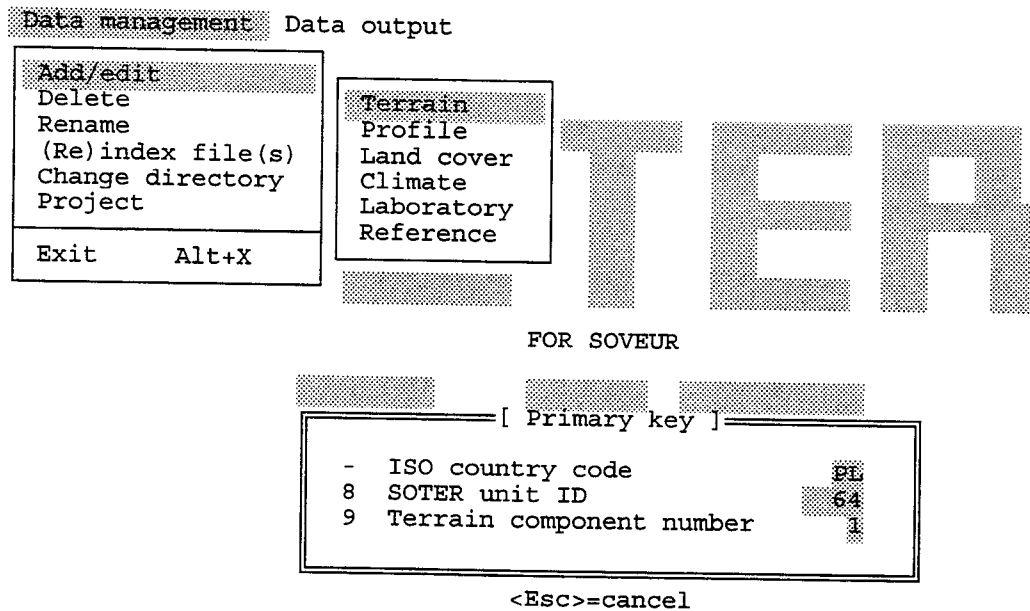 Data management Data output
Add/edit
Delete
Rename
(Re)index file(s)
Change directory
Project
Exit Alt+X
Terrain
Profile
Land cover
Climate
Laboratory
Reference
TER
FOR SOVEUR
[ Primary key ]
- ISO country code PL
8 SOTER unit ID 64
9 Terrain component number 1
<Esc>=cancel